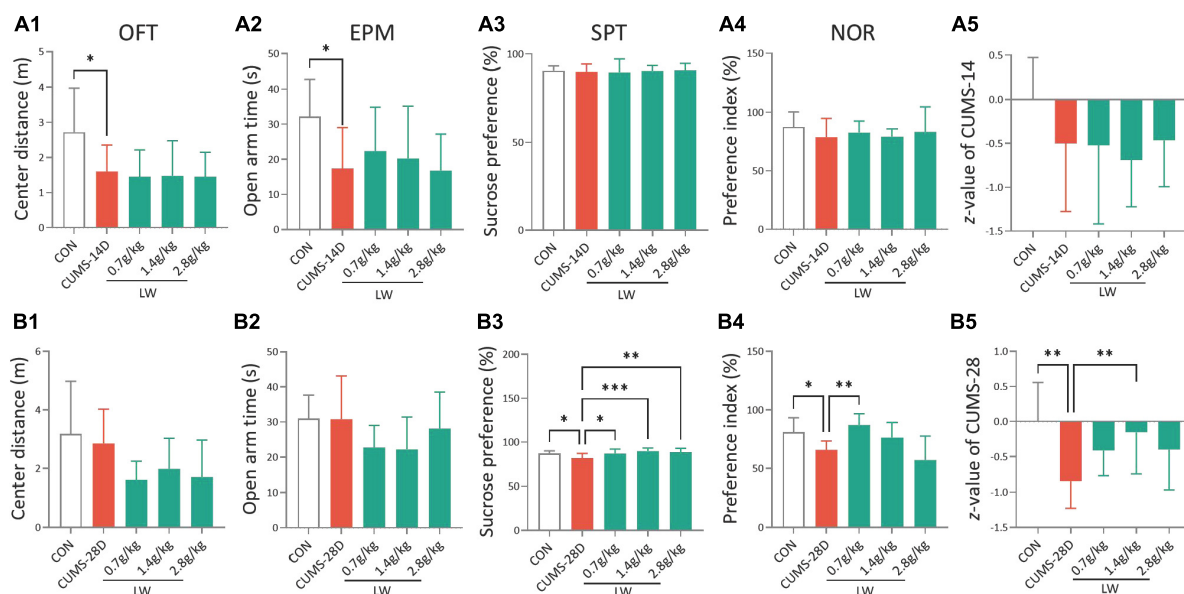 A1 OFT
Center distance (m)
5
4
3
2
1
0
*
CON
CUMS-14D
0.7g/kg
1.4g/kg
2.8g/kg
LW
A2 EPM
Open arm time (s)
50
40
30
20
10
0
*
CON
CUMS-14D
0.7g/kg
1.4g/kg
2.8g/kg
LW
A3 SPT
Sucrose preference (%)
100
50
0
CON
CUMS-14D
0.7g/kg
1.4g/kg
2.8g/kg
LW
A4 NOR
Preference index (%)
150
100
50
0
CON
CUMS-14D
0.7g/kg
1.4g/kg
2.8g/kg
LW
A5
z-value of CUMS-14
0.5
0.0
-0.5
-1.0
-1.5
CON
CUMS-14D
0.7g/kg
1.4g/kg
2.8g/kg
LW
B1
Center distance (m)
6
4
2
0
CON
CUMS-28D
0.7g/kg
1.4g/kg
2.8g/kg
LW
B2
Open arm time (s)
50
40
30
20
10
0
CON
CUMS-28D
0.7g/kg
1.4g/kg
2.8g/kg
LW
B3
Sucrose preference (%)
200
150
100
50
0
**
***
* *
CON
CUMS-28D
0.7g/kg
1.4g/kg
2.8g/kg
LW
B4
Preference index (%)
150
100
50
0
* **
CON
CUMS-28D
0.7g/kg
1.4g/kg
2.8g/kg
LW
B5
z-value of CUMS-28
1.0
0.5
0.0
-0.5
-1.0
-1.5
** **
CON
CUMS-28D
0.7g/kg
1.4g/kg
2.8g/kg
LW